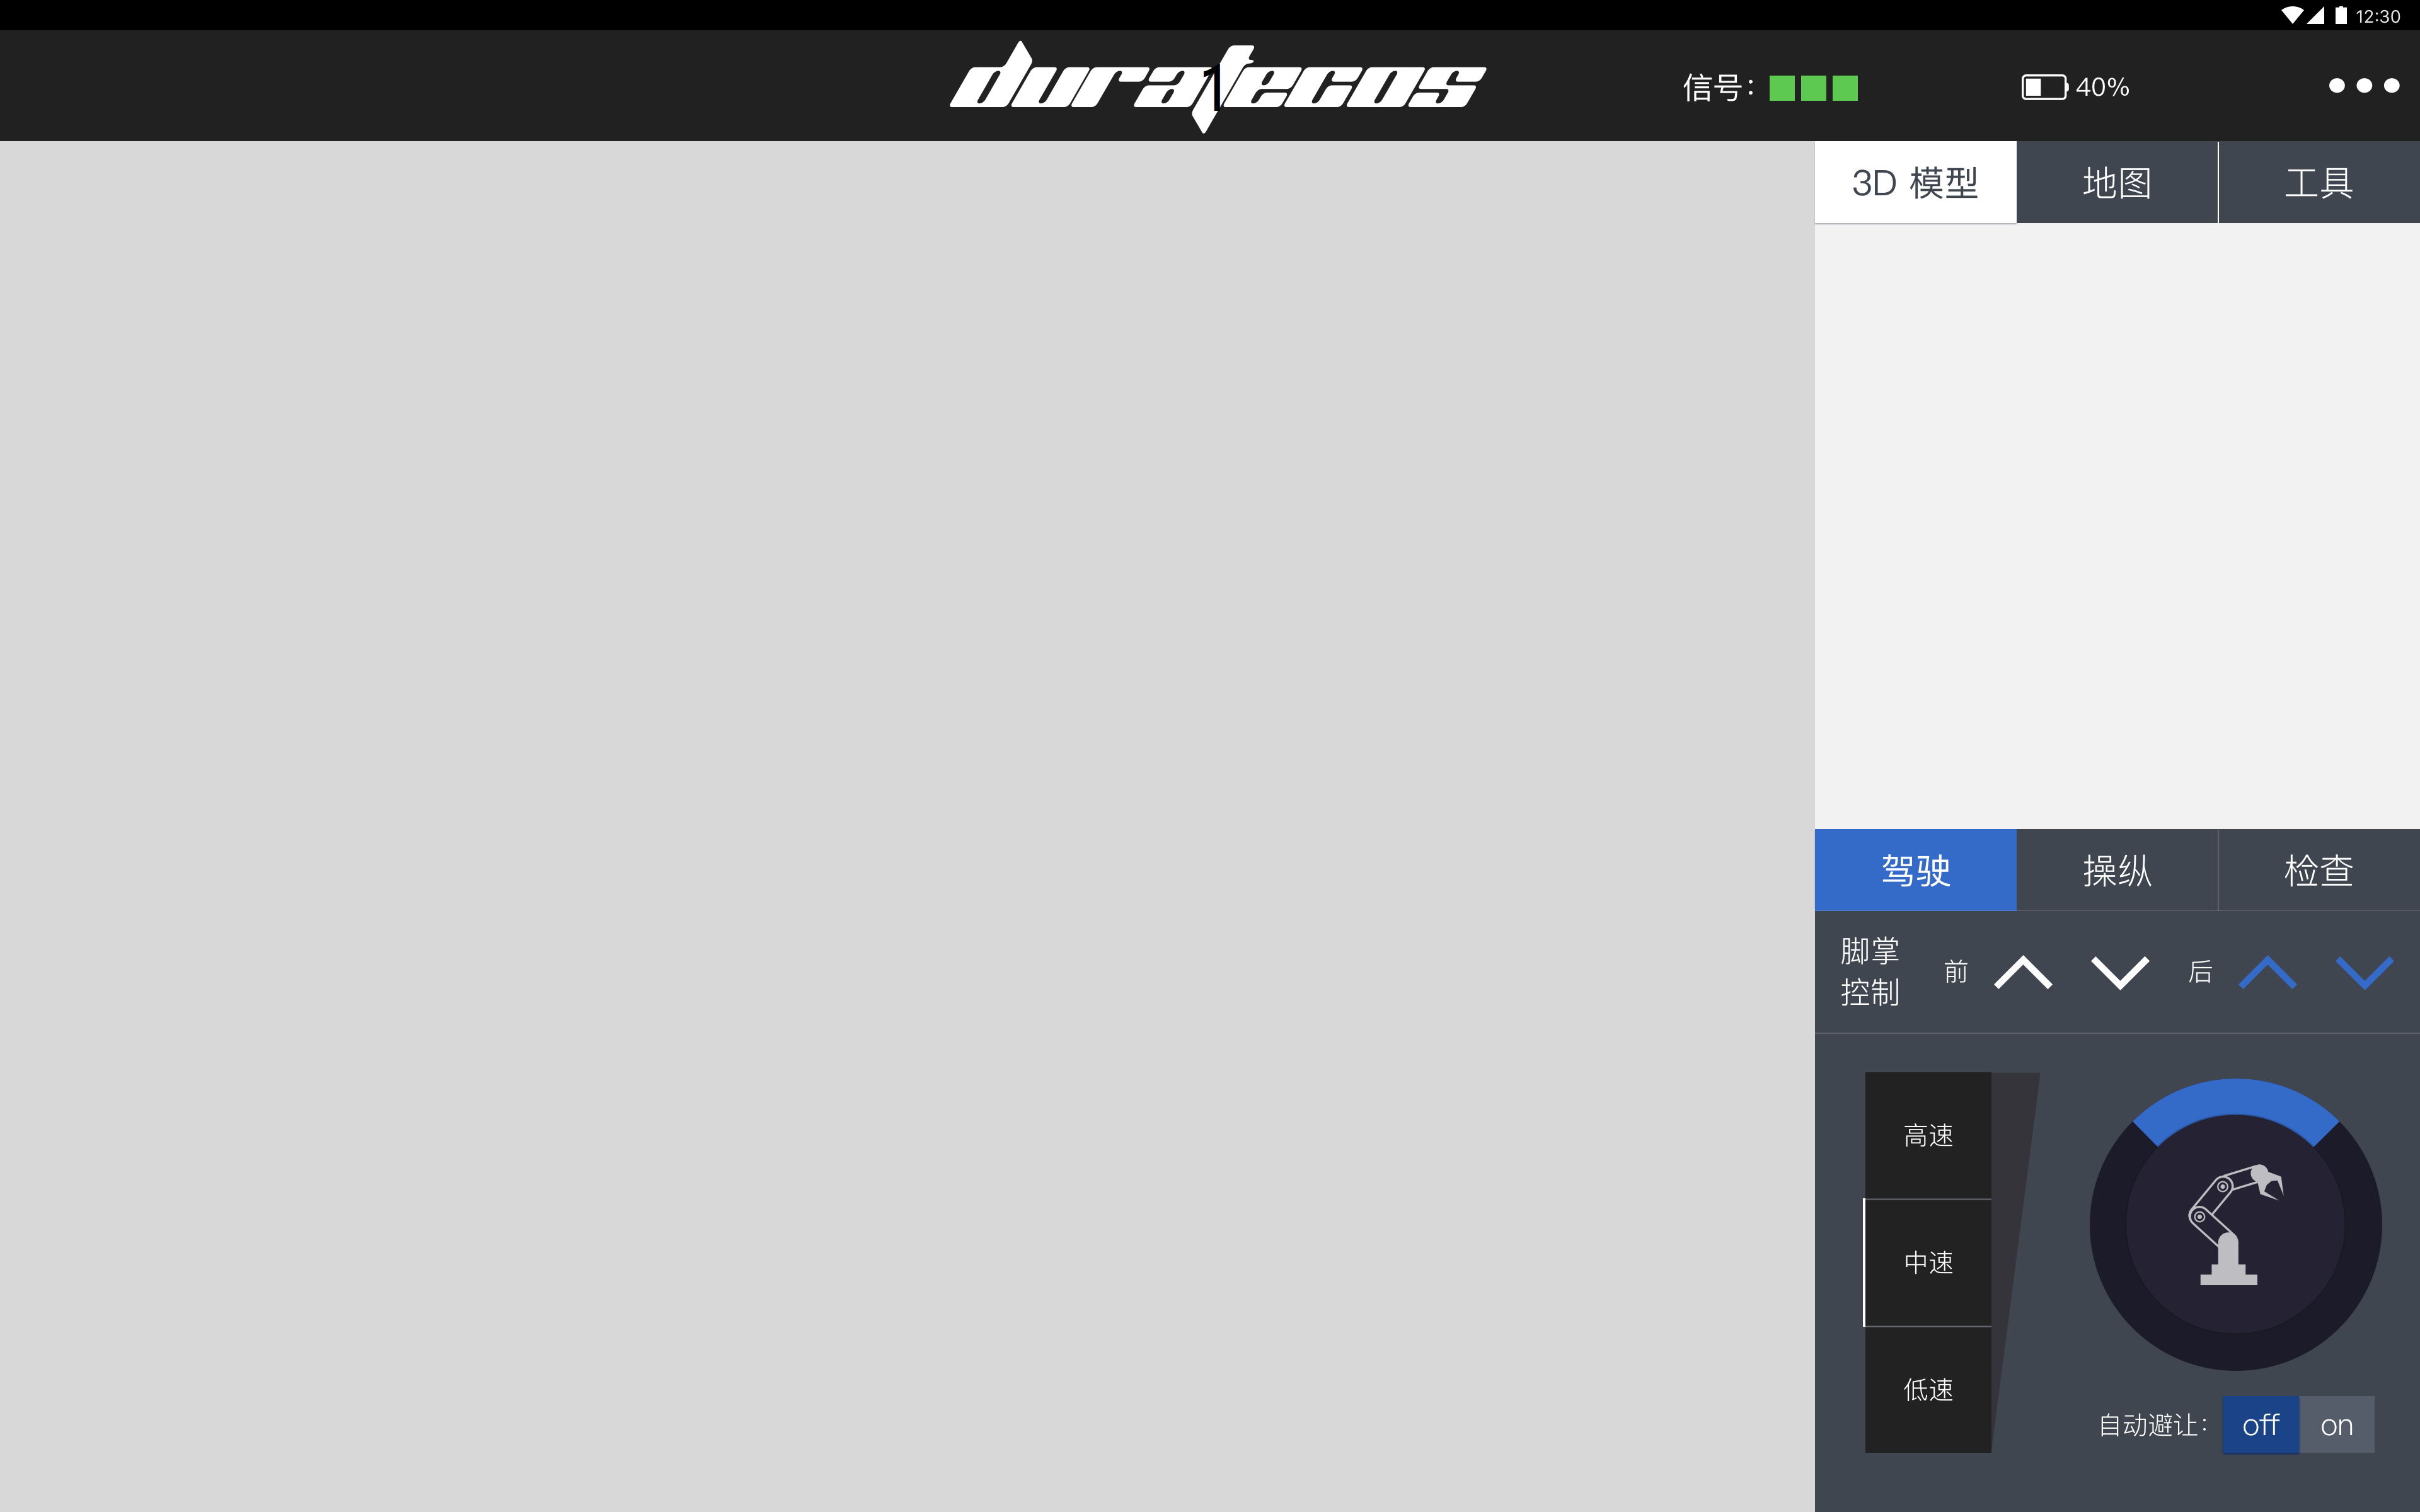 12:30
duratecos
1
信号：
40%
3D 模型
地图
工具
驾驶
操纵
检查
脚掌
控制
前
后
高速
中速
低速
自动避让：
off
on